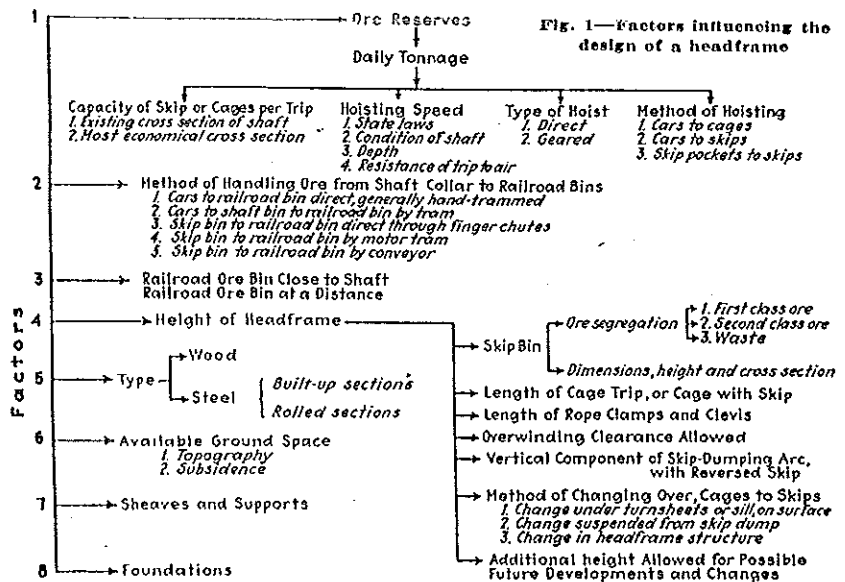 Fig. 1—Factors influencing the
design of a headframe
Factors
1
Ore Reserves
Daily Tonnage
Capacity of Skip or Cages per Trip
1. Existing cross section of shaft
2. Most economical cross section
Hoisting Speed
1. State laws
2. Condition of shaft
3. Depth
4. Resistance of trip to air
Type of Hoist
1. Direct
2. Geared
Method of Hoisting
1. Cars to cages
2. Cars to skips
3. Skip pockets to skips
2
Method of Handling Ore from Shaft Collar to Railroad Bins
1. Cars to railroad bin direct, generally hand-trammed
2. Cars to shaft bin to railroad bin by tram
3. Skip bin to railroad bin direct through finger chutes
4. Skip bin to railroad bin by motor tram
5. Skip bin to railroad bin by conveyor
3
Railroad Ore Bin Close to Shaft
Railroad Ore Bin at a Distance
4
Height of Headframe
Skip Bin
Ore segregation
1. First class ore
2. Second class ore
3. Waste
Dimensions, height and cross section
Length of Cage Trip, or Cage with Skip
Length of Rope Clamps and Clevis
Overwinding Clearance Allowed
Vertical Component of Skip-Dumping Arc,
with Reversed Skip
Method of Changing Over, Cages to Skips
1. Change under turnsheets or sill, on surface
2. Change suspended from skip dump
3. Change in headframe structure
Additional height Allowed for Possible
Future Developments and Changes
5
Type
Wood
Steel
Built-up sections
Rolled sections
6
Available Ground Space
1. Topography
2. Subsidence
7
Sheaves and Supports
8
Foundations